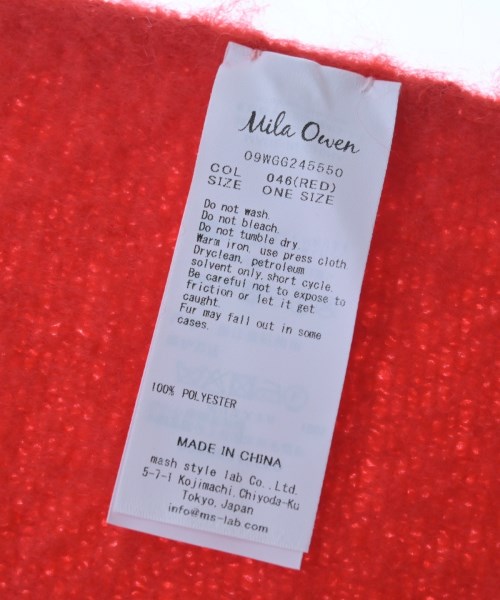 Mila Owen
09WGG245550
COL 046(RED)
SIZE ONE SIZE
Do not wash.
Do not bleach.
Do not tumble dry
Warm iron, use press cloth
Dryclean, petroleum
solvent only, short cycle.
Be careful not to expose to
friction or let it get
caught.
Fur may fall out in some
cases.
100% POLYESTER
MADE IN CHINA
mash style lab Co.,Ltd.
5-7-1 Kojimachi,Chiyoda-Ku
Tokyo,Japan
info@ms-lab.com